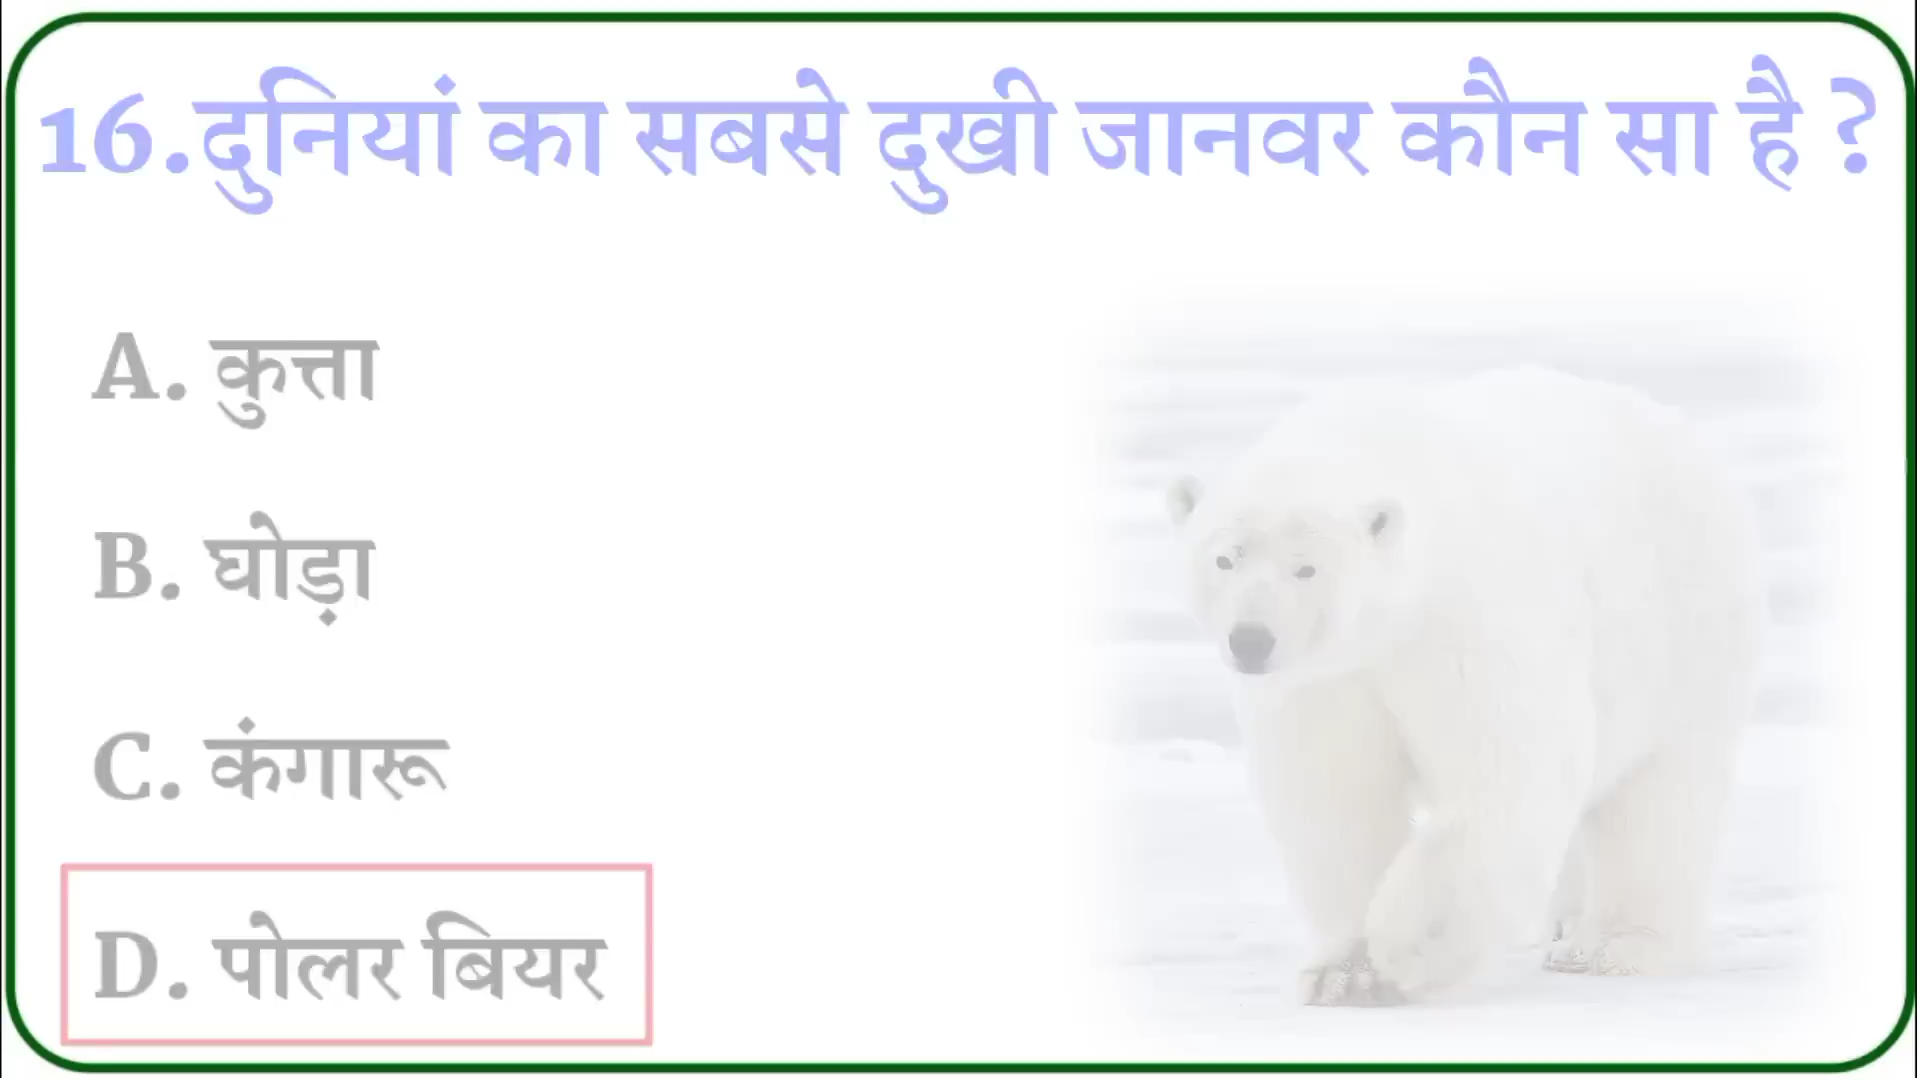 16.दुनियां का सबसे दुखी जानवर कौन सा है ?
A. कुत्ता
B. घोड़ा
C. कंगारू
D. पोलर बियर